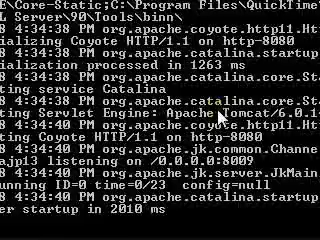 E\Core-Static;C:\Program Files\QuickTime
L Server\90\Tools\binn\
8 4:34:38 PM org.apache.coyote.http11.Ht
ializing Coyote HTTP/1.1 on http-8080
8 4:34:38 PM org.apache.catalina.startup
ialization processed in 1263 ms
8 4:34:38 PM org.apache.catalina.core.Sta
ting service Catalina
8 4:34:38 PM org.apache.catalina.core.Sta
ting Servlet Engine: Apache Tomcat/6.0.1
8 4:34:40 PM org.apache.coyote.http11.Ht
ting Coyote HTTP/1.1 on http-8080
8 4:34:40 PM org.apache.jk.common.Channe
ajp13 listening on /0.0.0.0:8009
8 4:34:40 PM org.apache.jk.server.JkMain
unning ID=0 time=0/23 config=null
8 4:34:40 PM org.apache.catalina.startup
er startup in 2010 ms